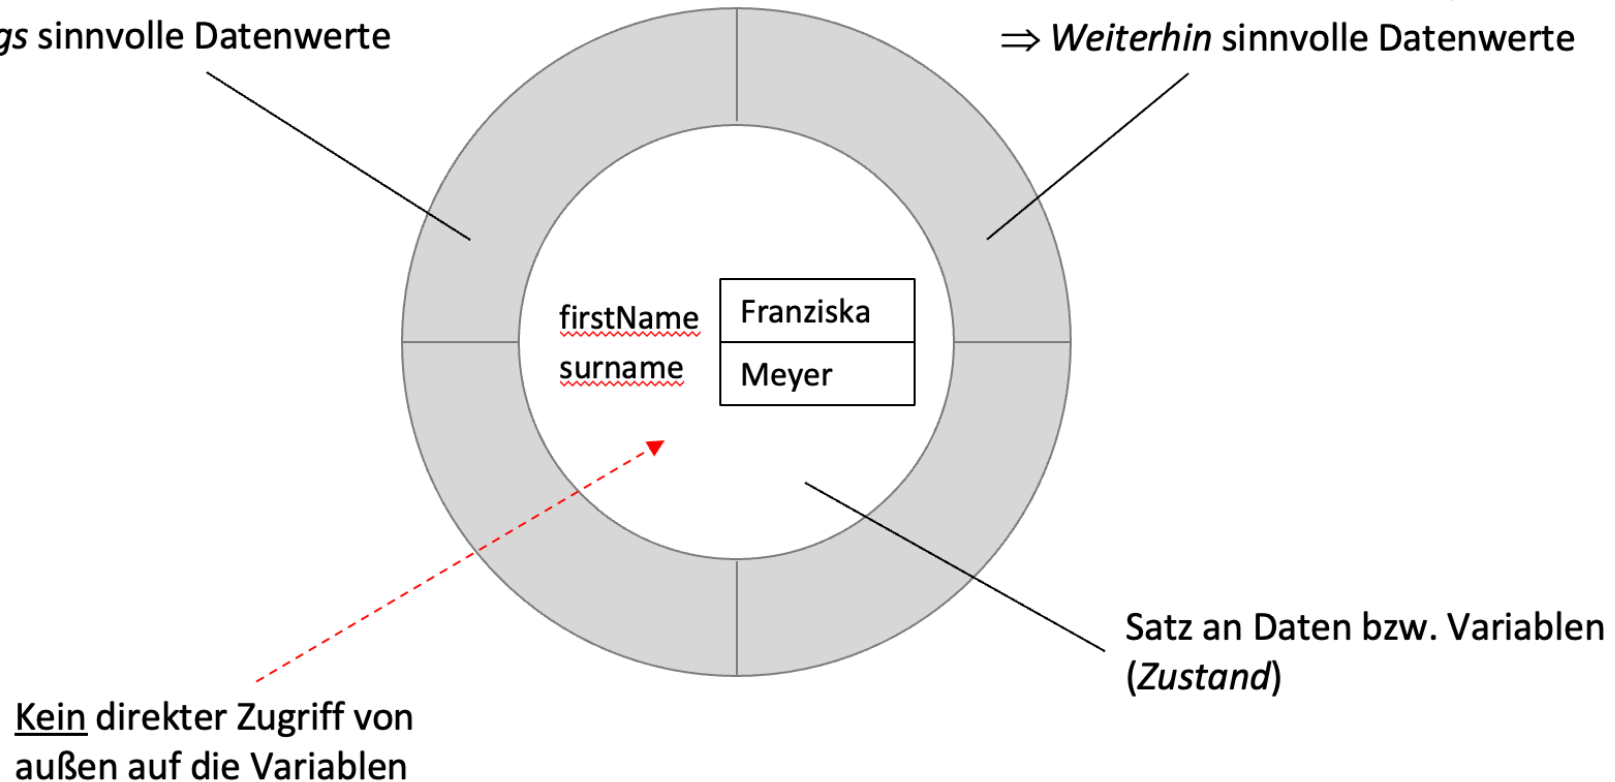 sinnvolle Datenwerte
⇒ Weiterhin sinnvolle Datenwerte
firstName
Franziska
surname
Meyer
Satz an Daten bzw. Variablen
(Zustand)
Kein direkter Zugriff von
außen auf die Variablen